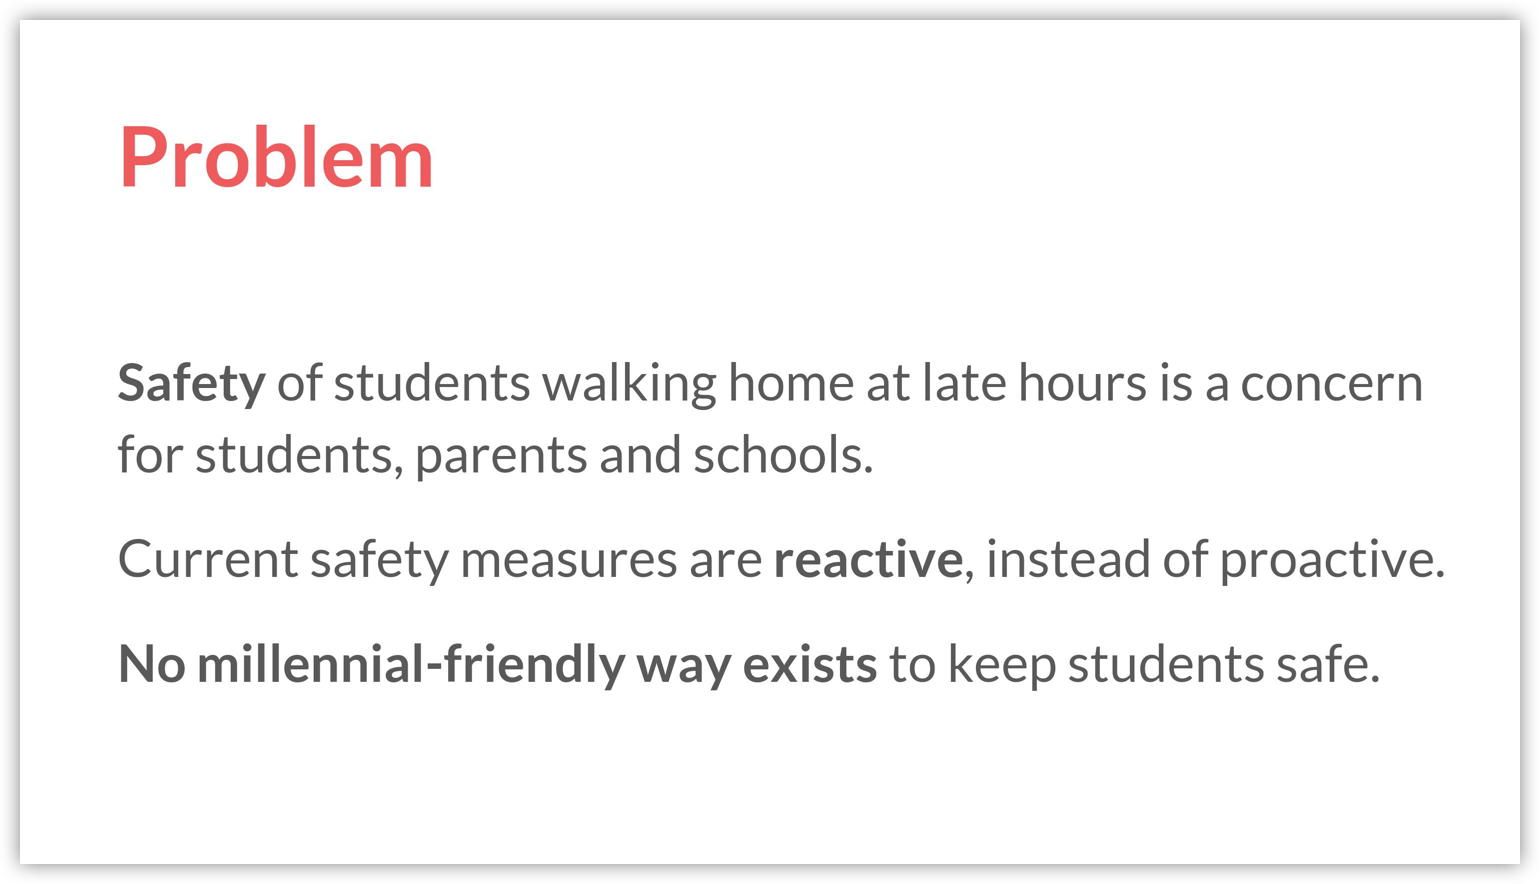 Problem
Safety of students walking home at late hours is a concern
for students, parents and schools.
Current safety measures are reactive, instead of proactive.
No millennial-friendly way exists to keep students safe.